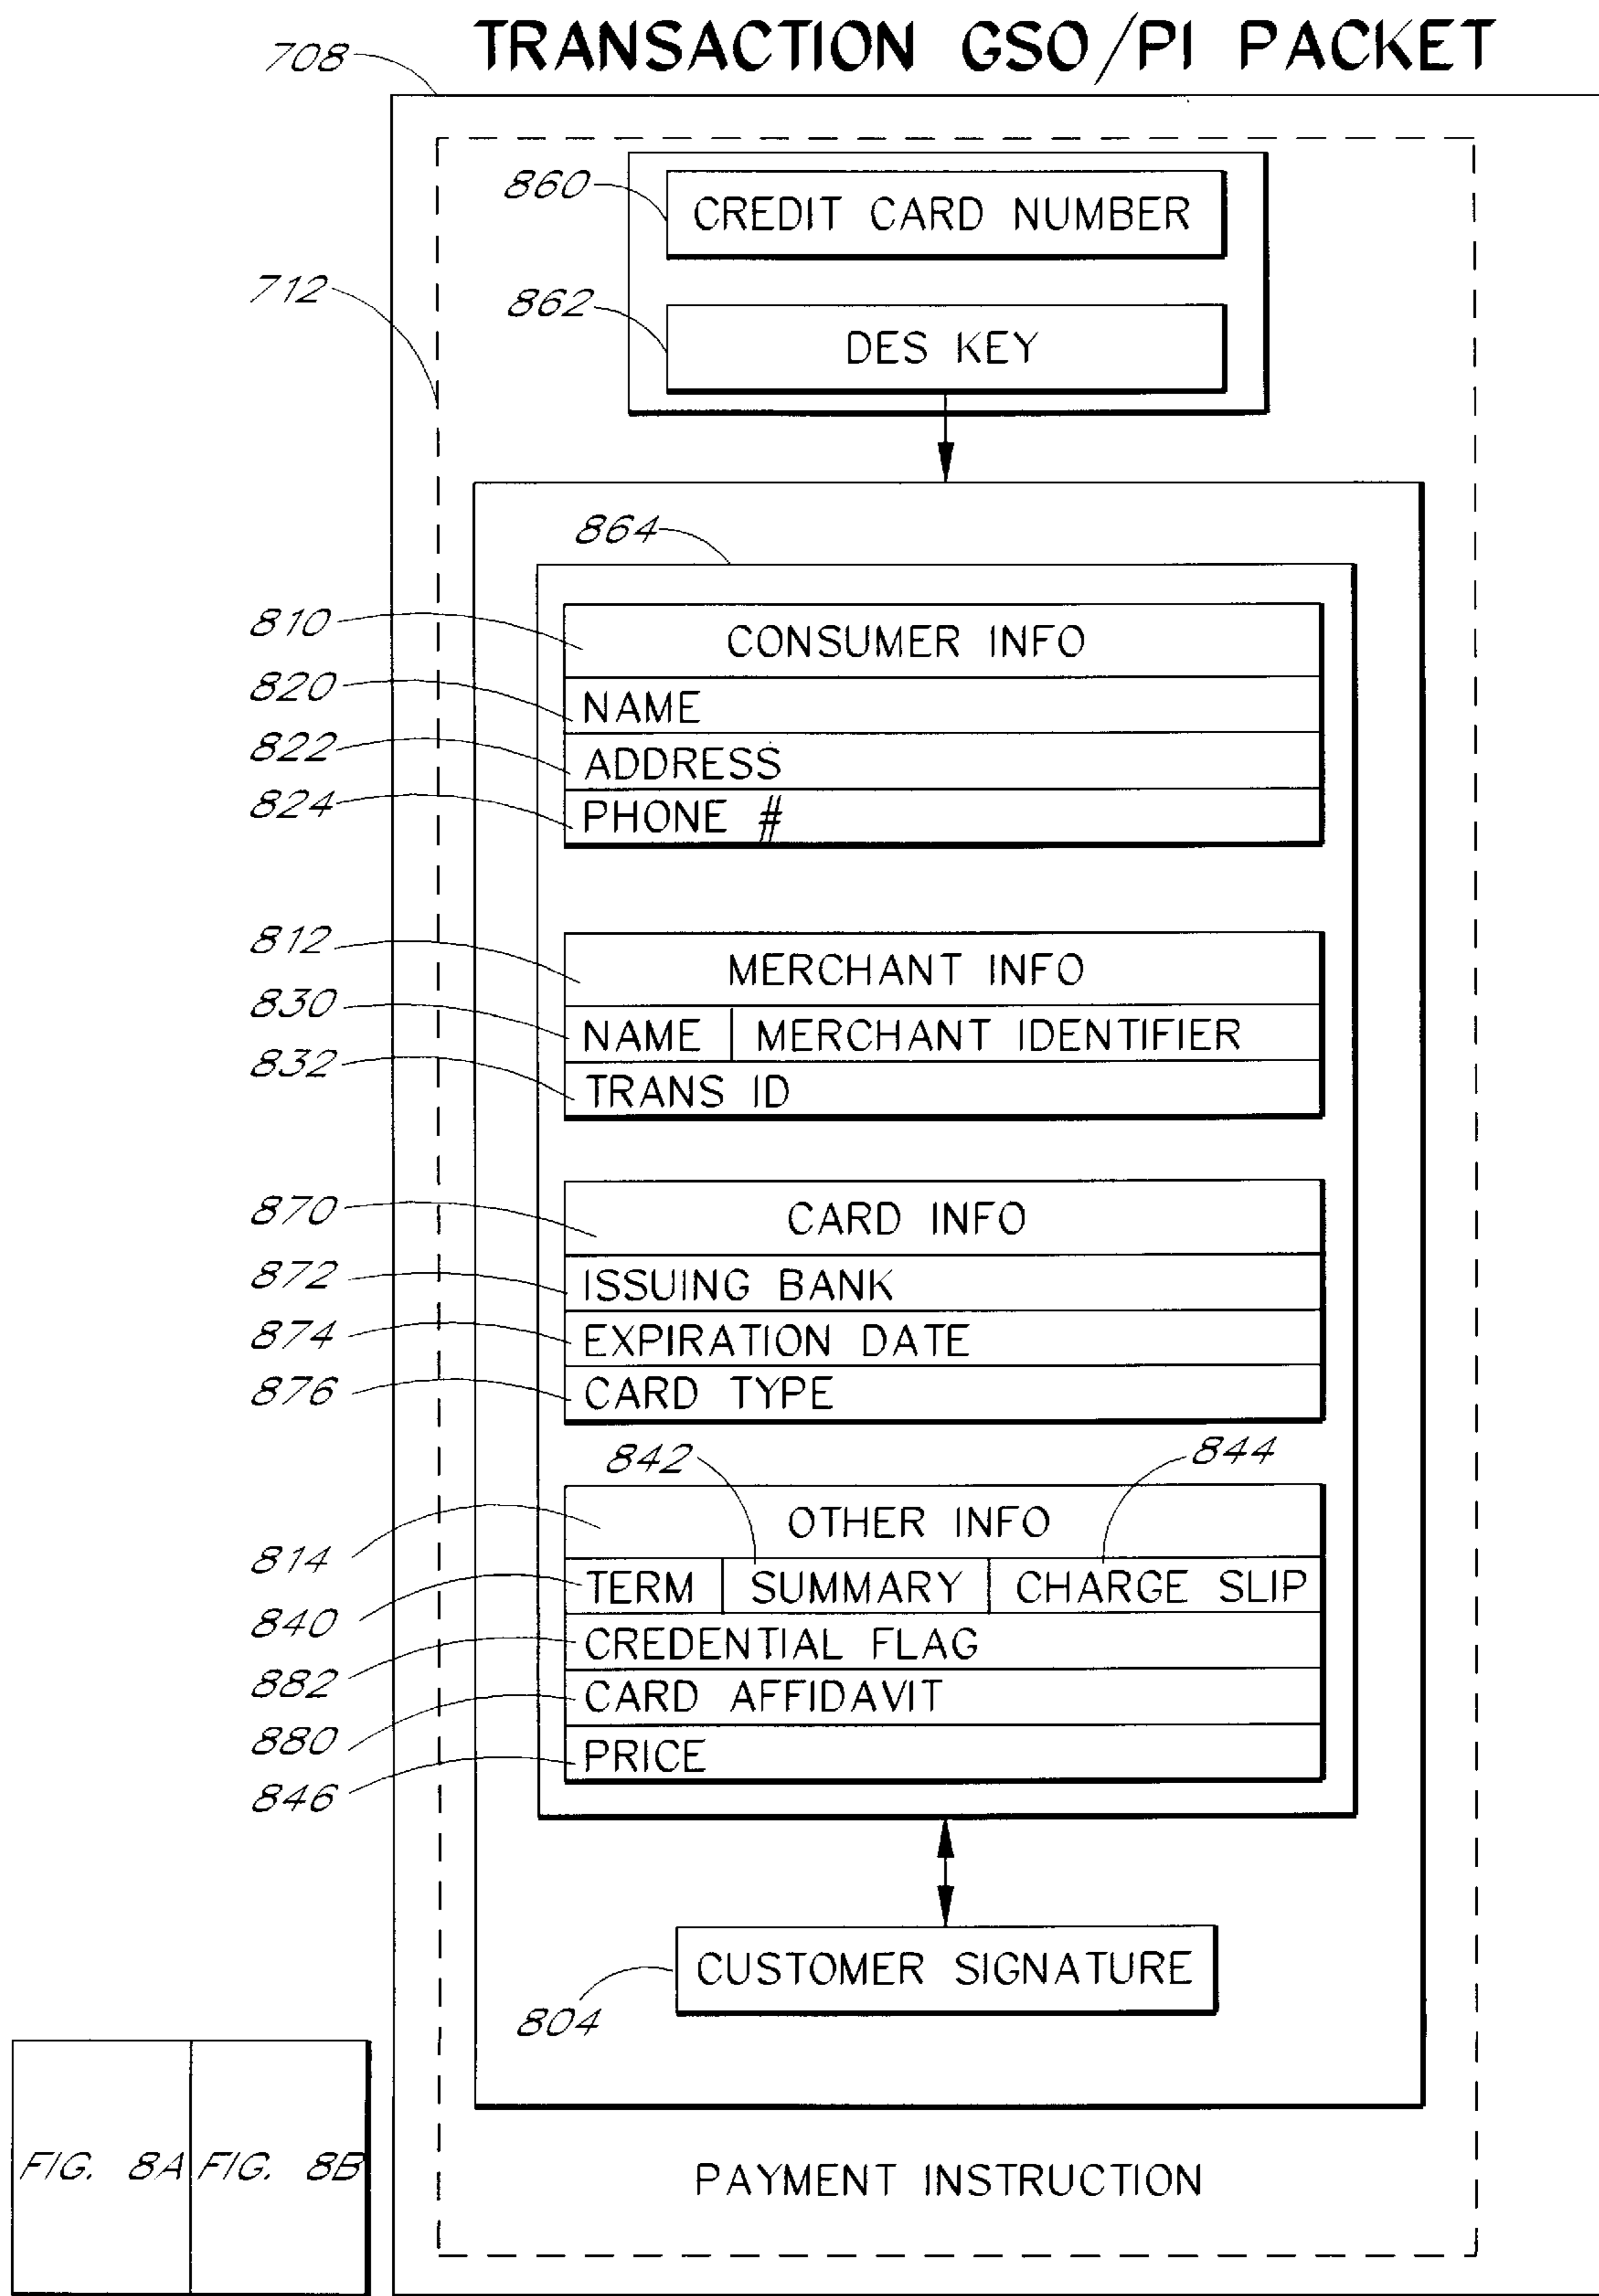 TRANSACTION GSO/PI PACKET
708
860
CREDIT CARD NUMBER
712
862
DES KEY
864
810
CONSUMER INFO
820
NAME
822
ADDRESS
824
PHONE #
812
MERCHANT INFO
830
NAME MERCHANT IDENTIFIER
832
TRANS ID
870
CARD INFO
872
ISSUING BANK
874
EXPIRATION DATE
876
CARD TYPE
842
844
814
OTHER INFO
840
TERM SUMMARY CHARGE SLIP
882
CREDENTIAL FLAG
880
CARD AFFIDAVIT
846
PRICE
CUSTOMER SIGNATURE
804
FIG. 8A FIG. 8B
PAYMENT INSTRUCTION